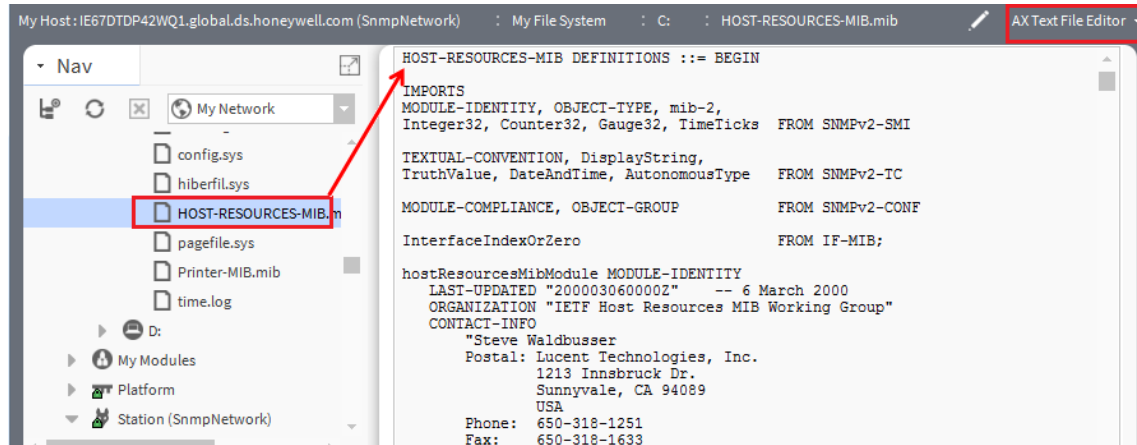 My Host : IE67DTDP42WQ1.global.ds.honeywell.com (SnmpNetwork) : My File System : C: : HOST-RESOURCES-MIB.mib AX Text File Editor
Nav
My Network
config.sys
hiberfil.sys
HOST-RESOURCES-MIB.m
pagefile.sys
Printer-MIB.mib
time.log
D:
My Modules
Platform
Station (SnmpNetwork)
HOST-RESOURCES-MIB DEFINITIONS ::= BEGIN
IMPORTS
MODULE-IDENTITY, OBJECT-TYPE, mib-2,
Integer32, Counter32, Gauge32, TimeTicks FROM SNMPv2-SMI
TEXTUAL-CONVENTION, DisplayString,
TruthValue, DateAndTime, AutonomousType FROM SNMPv2-TC
MODULE-COMPLIANCE, OBJECT-GROUP FROM SNMPv2-CONF
InterfaceIndexOrZero FROM IF-MIB;
hostResourcesMibModule MODULE-IDENTITY
LAST-UPDATED "200003060000Z" -- 6 March 2000
ORGANIZATION "IETF Host Resources MIB Working Group"
CONTACT-INFO
"Steve Waldbusser
Postal: Lucent Technologies, Inc.
1213 Innsbruck Dr.
Sunnyvale, CA 94089
USA
Phone: 650-318-1251
Fax: 650-318-1633